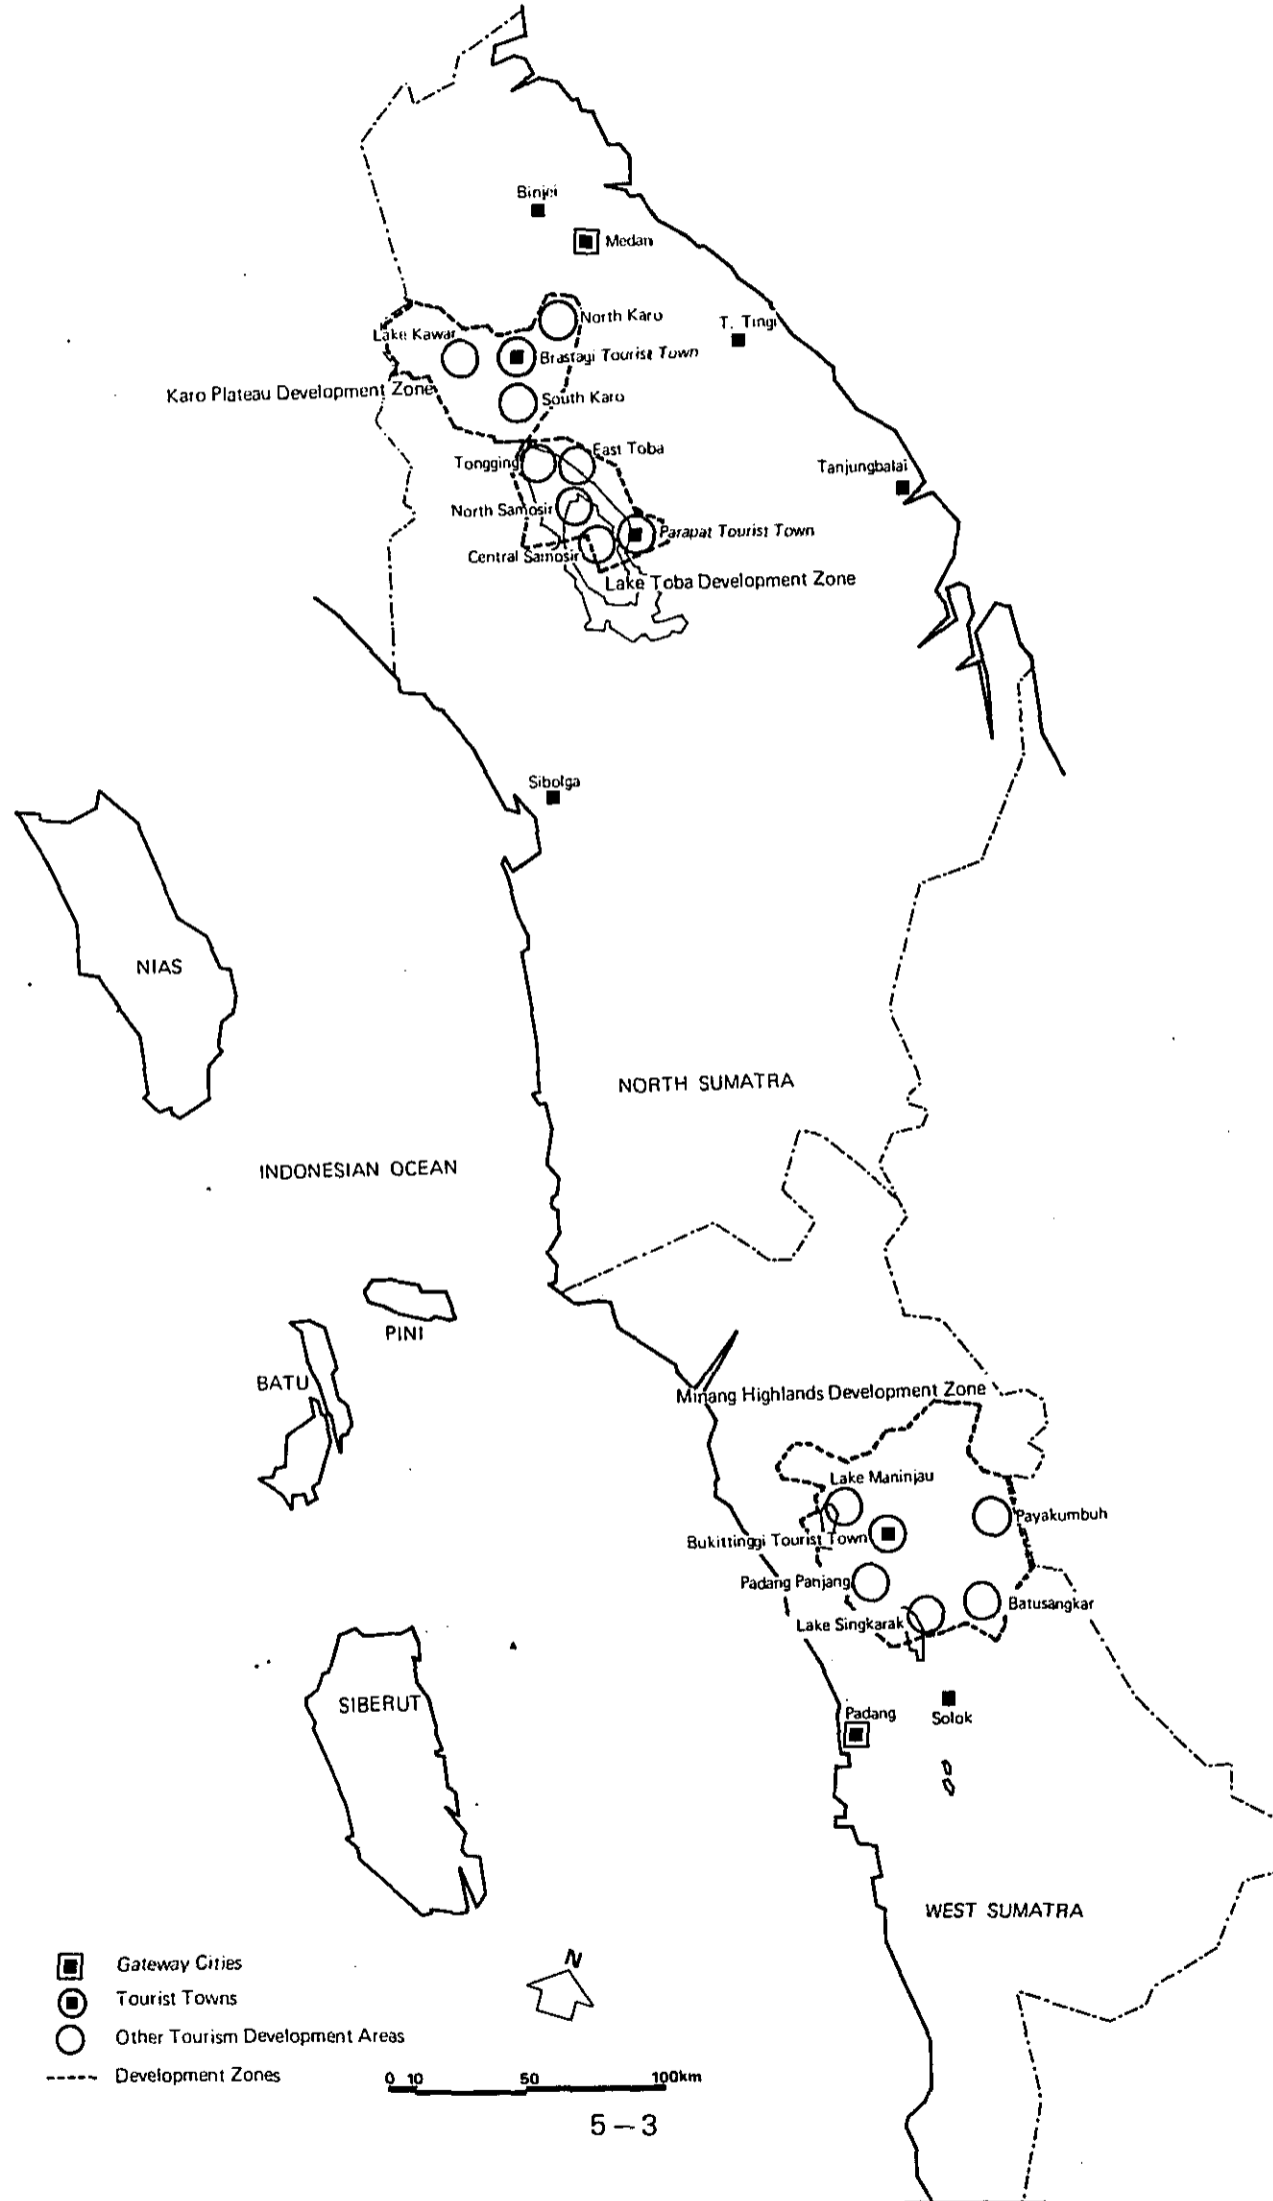 Binjei
Medan
North Karo
T. Tingi
Lake Kawar
Brastagi Tourist Town
Karo Plateau Development Zone
South Karo
East Toba
Tongging
Tanjungbalai
North Samosir
Parapat Tourist Town
Central Samosir
Lake Toba Development Zone
Sibolga
NIAS
NORTH SUMATRA
INDONESIAN OCEAN
PINI
BATU
Minang Highlands Development Zone
Lake Maninjau
Payakumbuh
Bukittinggi Tourist Town
Padang Panjang
Batusangkar
Lake Singkarak
SIBERUT
Padang
Solok
WEST SUMATRA
Gateway Cities
N
Tourist Towns
Other Tourism Development Areas
Development Zones
0 10 50 100km
5-3